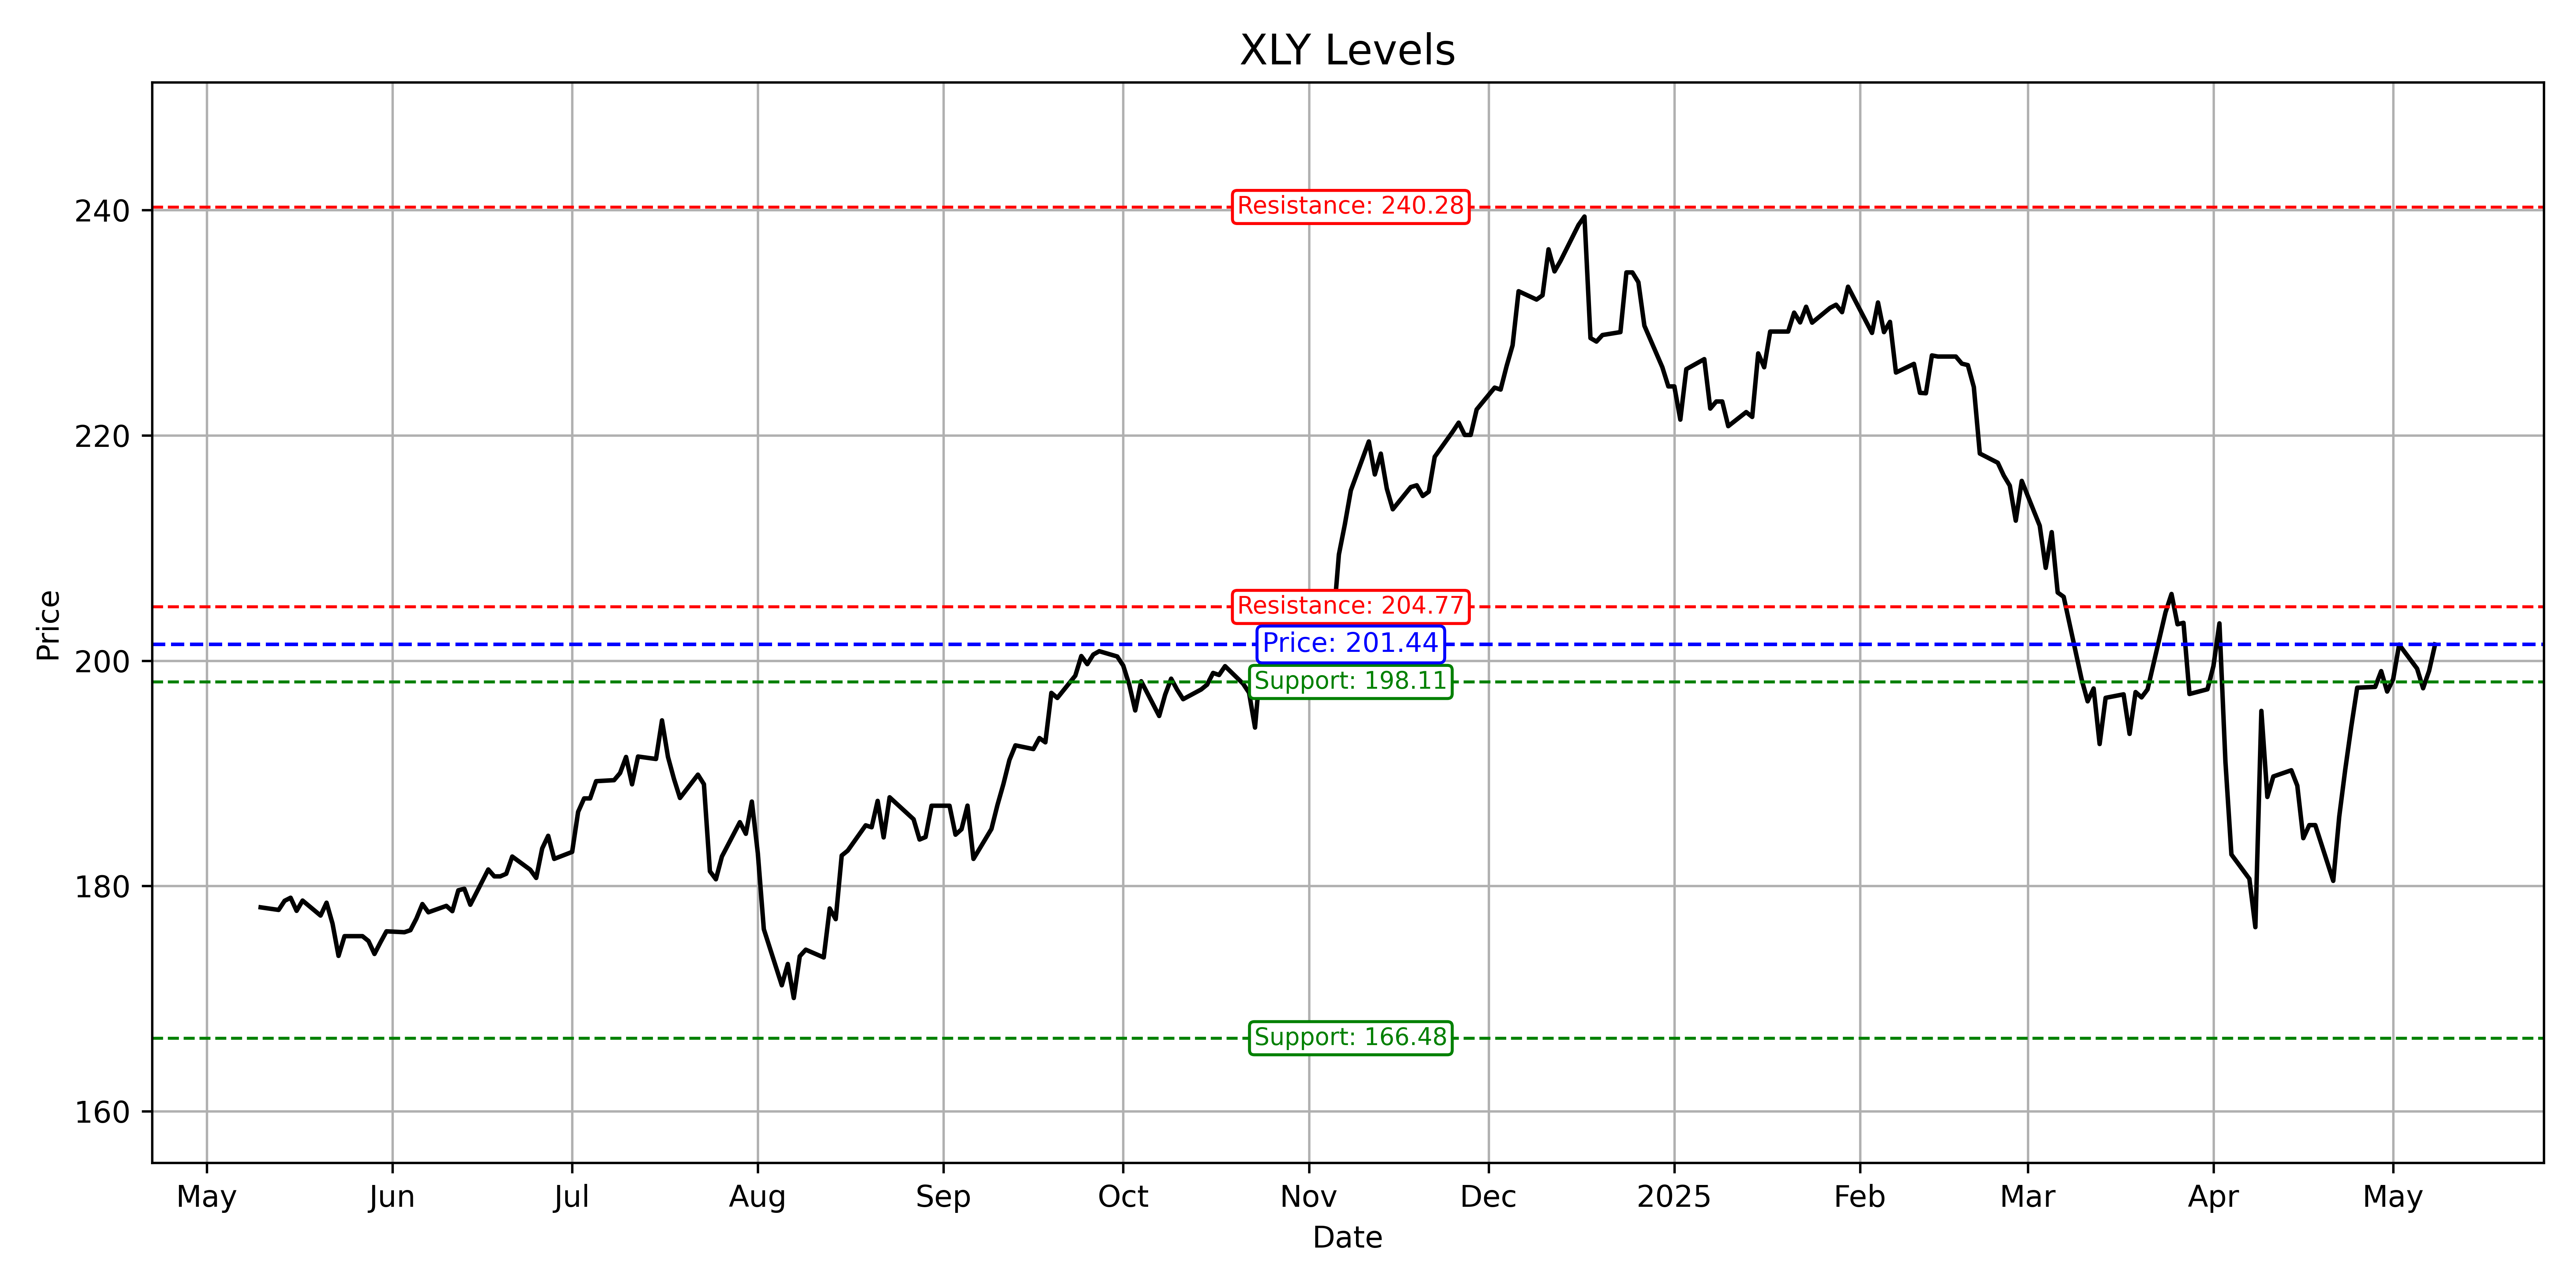 XLY Levels
Price
240
220
200
180
160
Resistance: 240.28
Resistance: 204.77
Price: 201.44
Support: 198.11
Support: 166.48
May Jun Jul Aug Sep Oct Nov Dec 2025 Feb Mar Apr May
Date